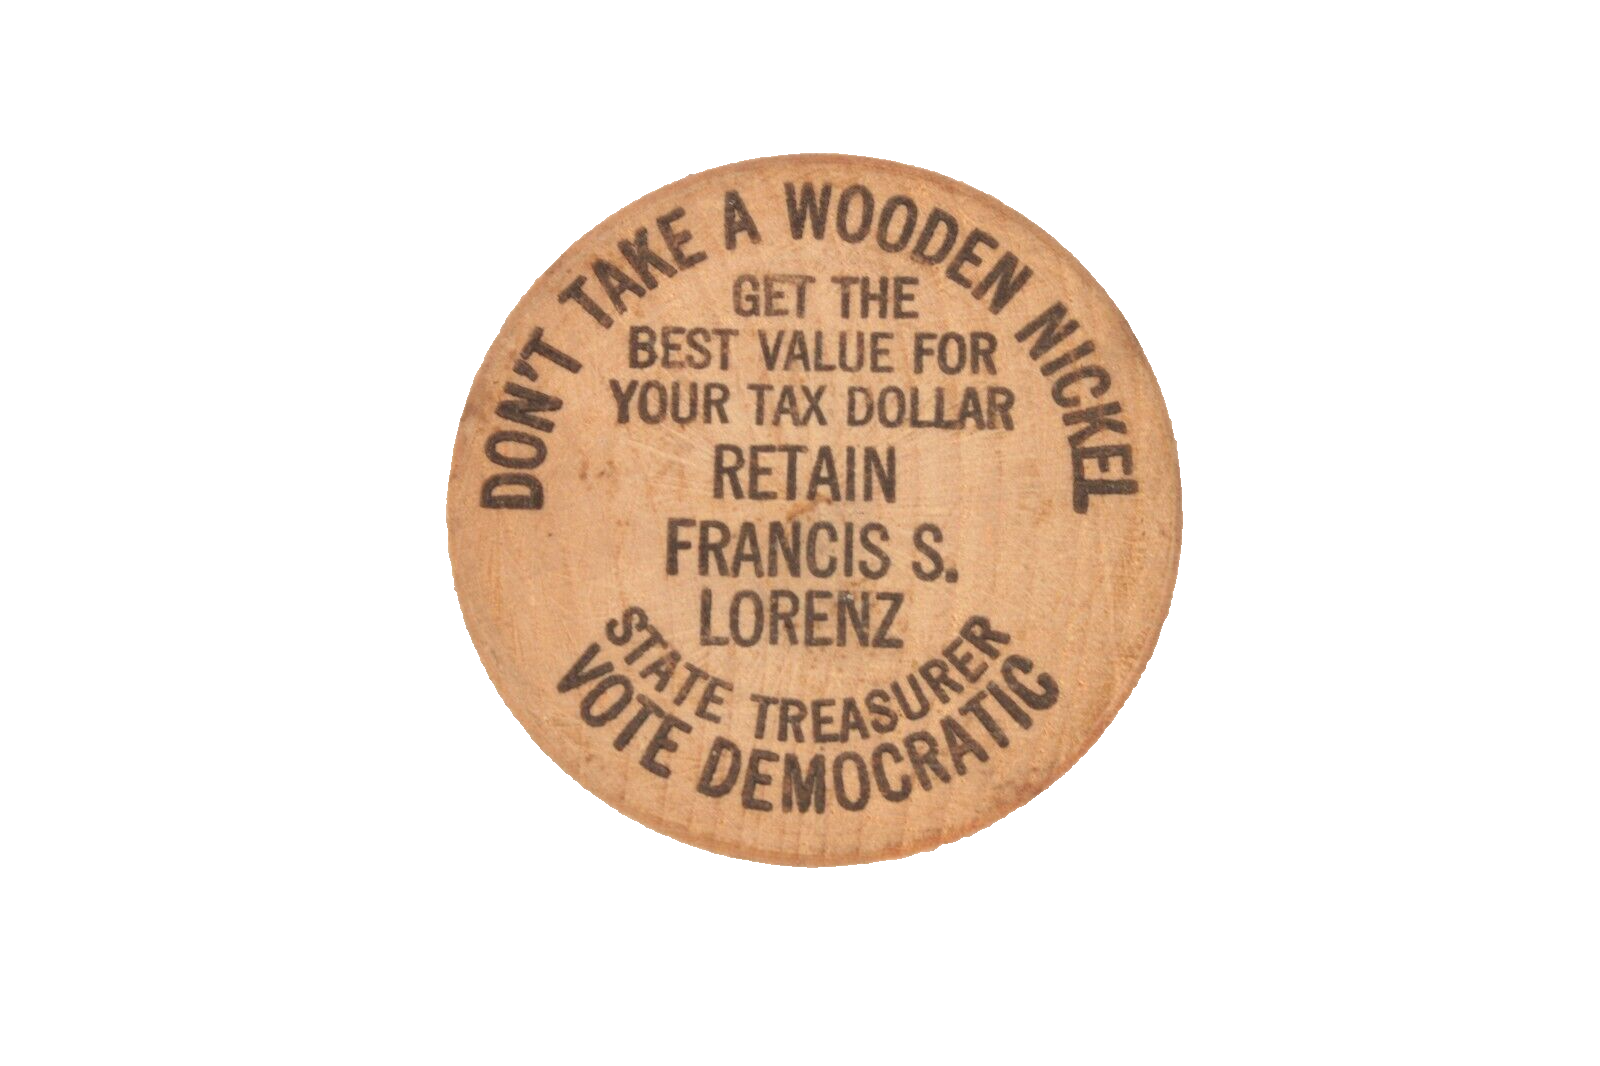 DON'T TAKE A WOODEN NICKEL
GET THE
BEST VALUE FOR
YOUR TAX DOLLAR
RETAIN
FRANCIS S.
LORENZ
STATE TREASURER
VOTE DEMOCRATIC